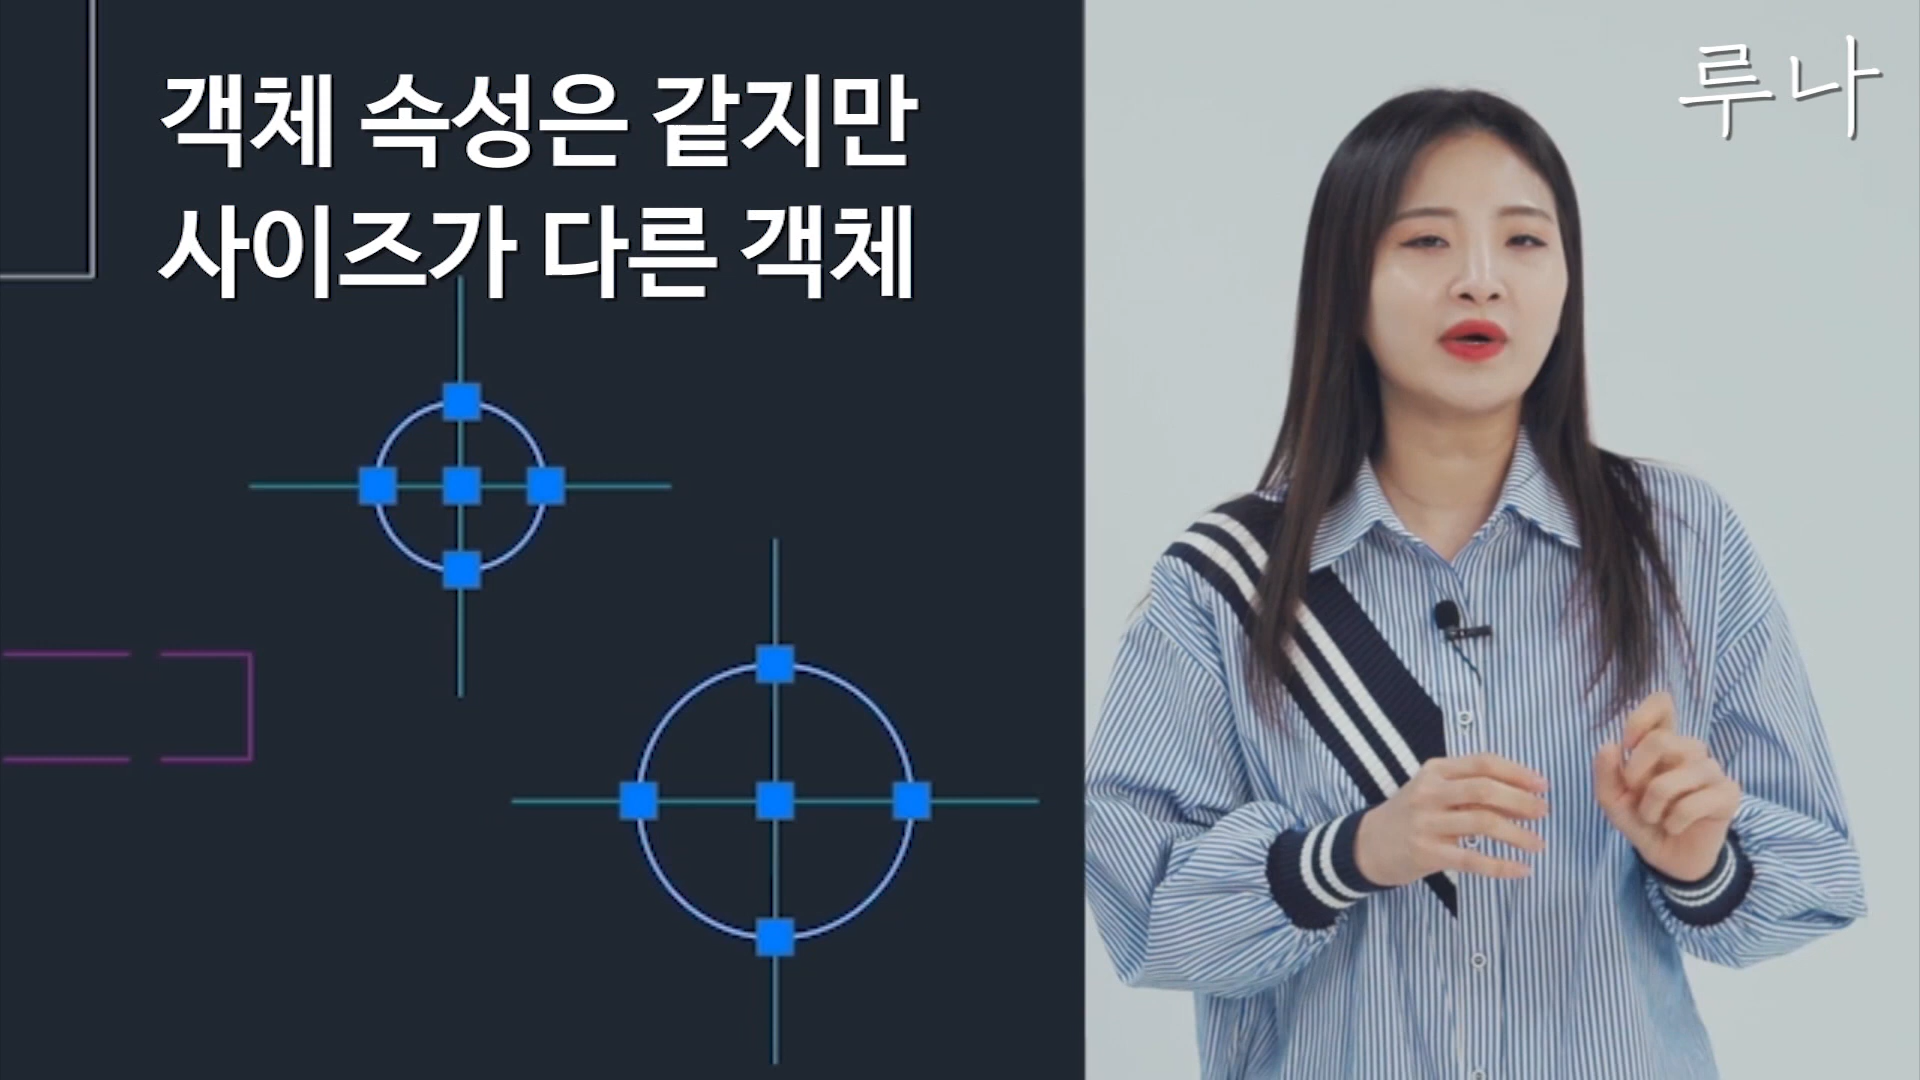 객체 속성은 같지만
사이즈가 다른 객체
루나